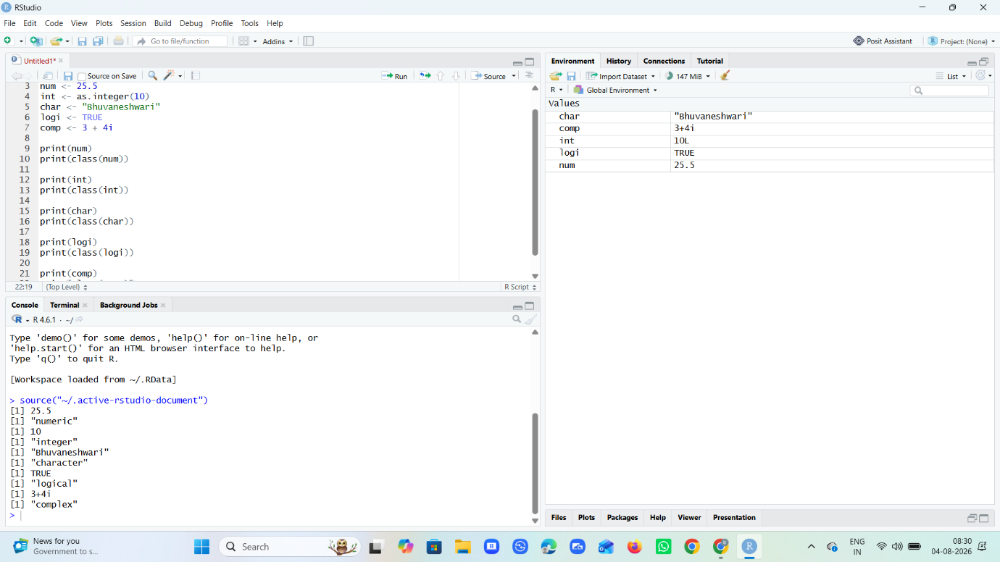 RStudio
File Edit Code View Plots Session Build Debug Profile Tools Help
Go to file/function Addins Posit Assistant Project: (None)
Untitled1*
Source on Save Run Source
3 num <- 25.5
4 int <- as.integer(10)
5 char <- "Bhuvaneshwari"
6 logi <- TRUE
7 comp <- 3 + 4i
8
9 print(num)
10 print(class(num))
11
12 print(int)
13 print(class(int))
14
15 print(char)
16 print(class(char))
17
18 print(logi)
19 print(class(logi))
20
21 print(comp)
22:19 (Top Level) R Script
Console Terminal Background Jobs
R 4.6.1 · ~/
Type 'demo()' for some demos, 'help()' for on-line help, or
'help.start()' for an HTML browser interface to help.
Type 'q()' to quit R.
[Workspace loaded from ~/.RData]
> source("~/.active-rstudio-document")
[1] 25.5
[1] "numeric"
[1] 10
[1] "integer"
[1] "Bhuvaneshwari"
[1] "character"
[1] TRUE
[1] "logical"
[1] 3+4i
[1] "complex"
>
Environment History Connections Tutorial
Import Dataset 147 MiB List
R Global Environment
Values
char "Bhuvaneshwari"
comp 3+4i
int 10L
logi TRUE
num 25.5
Files Plots Packages Help Viewer Presentation
News for you
Government to s...
Search
ENG
IN
08:30
04-08-2026